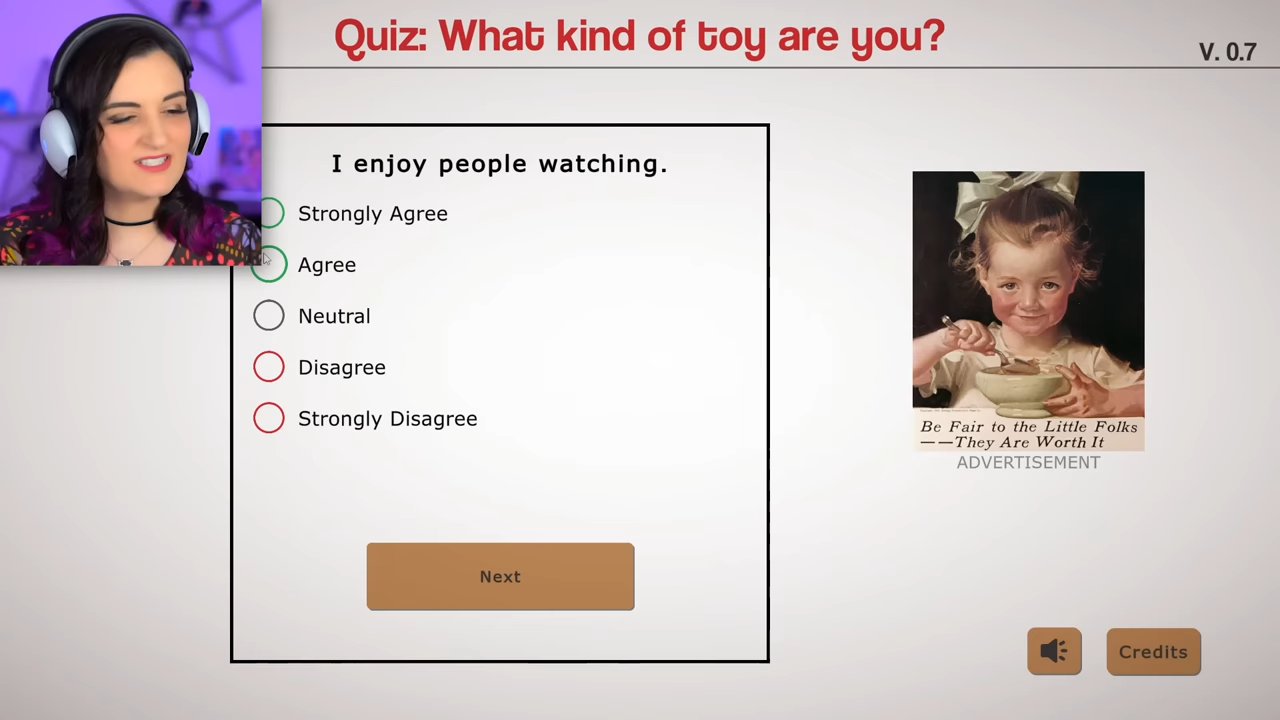 Quiz: What kind of toy are you?
V. 0.7
I enjoy people watching.
Strongly Agree
Agree
Neutral
Disagree
Strongly Disagree
Next
Be Fair to the Little Folks
——They Are Worth It
ADVERTISEMENT
Credits